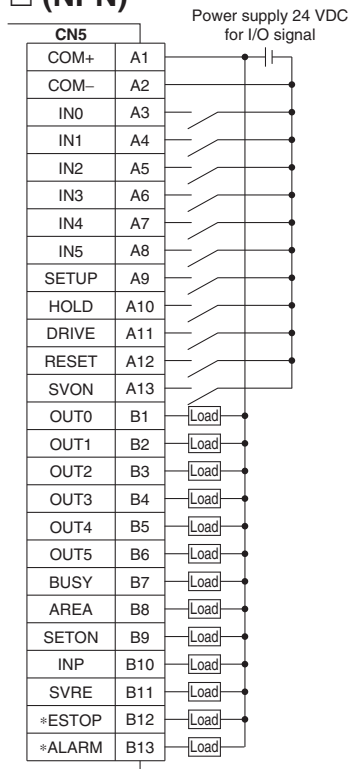 (NPN)
Power supply 24 VDC
for I/O signal
CN5
COM+ A1
COM– A2
IN0 A3
IN1 A4
IN2 A5
IN3 A6
IN4 A7
IN5 A8
SETUP A9
HOLD A10
DRIVE A11
RESET A12
SVON A13
OUT0 B1 Load
OUT1 B2 Load
OUT2 B3 Load
OUT3 B4 Load
OUT4 B5 Load
OUT5 B6 Load
BUSY B7 Load
AREA B8 Load
SETON B9 Load
INP B10 Load
SVRE B11 Load
*ESTOP B12 Load
*ALARM B13 Load